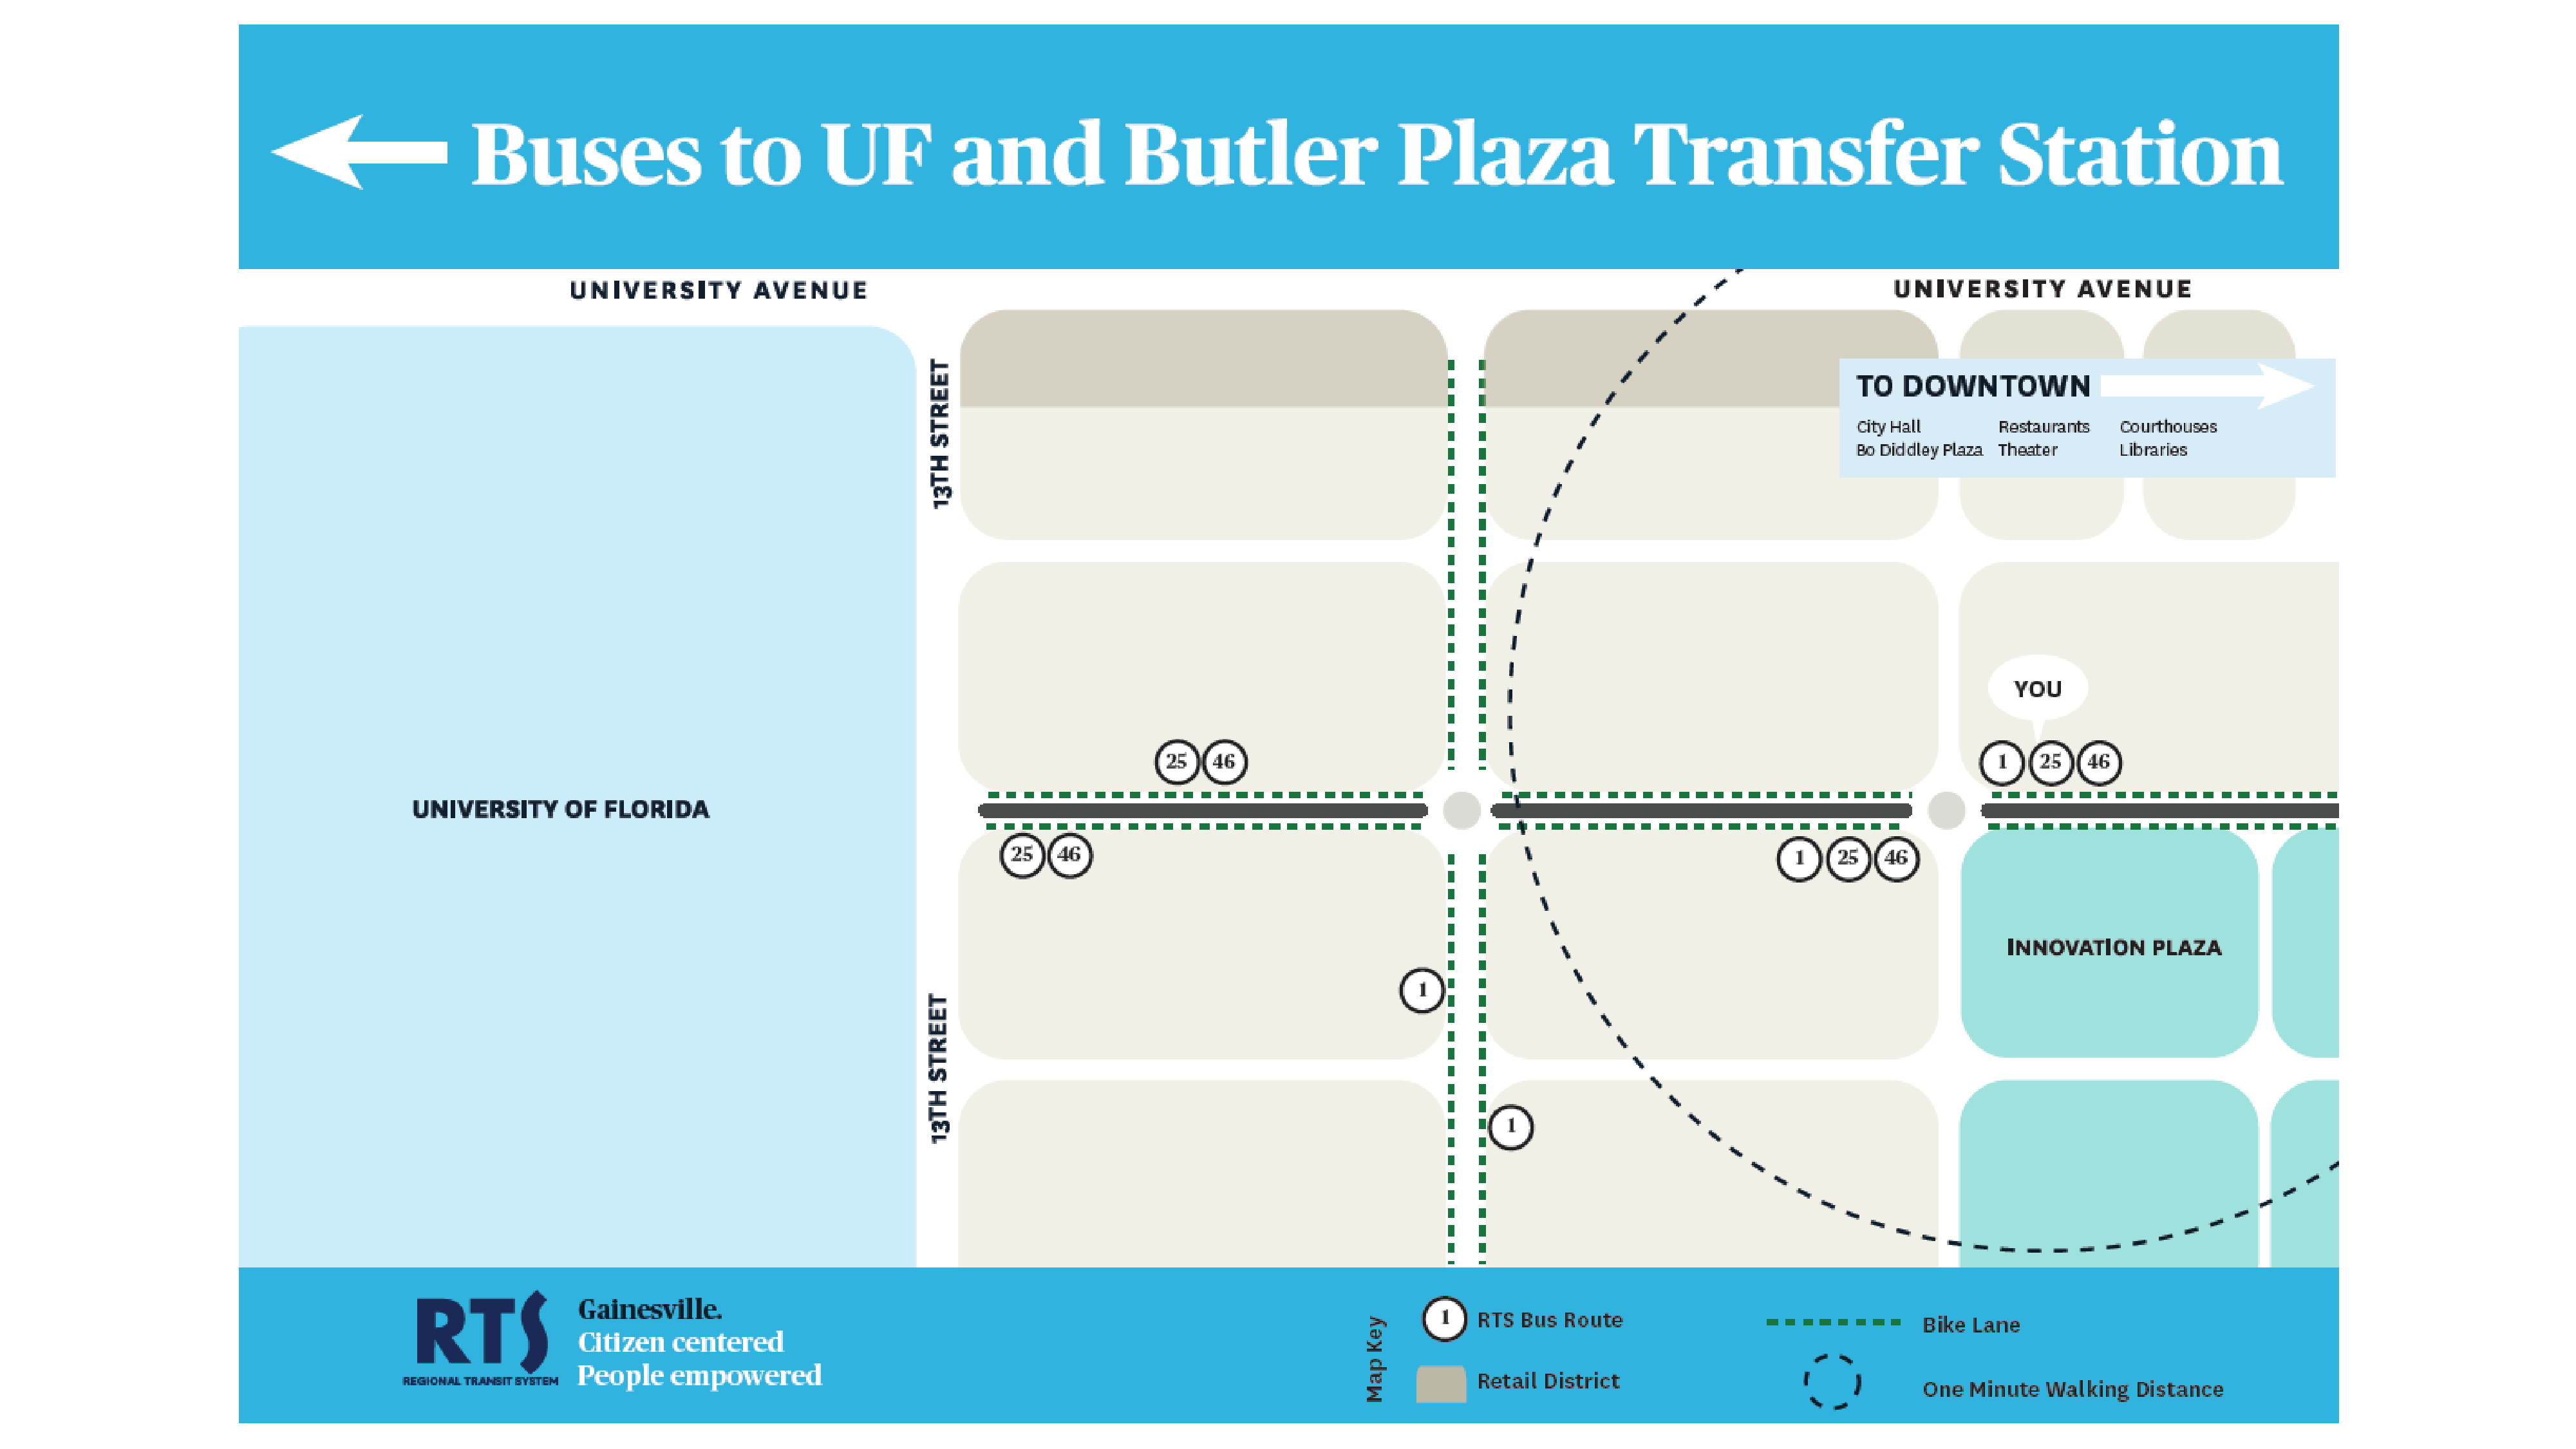 Buses to UF and Butler Plaza Transfer Station
UNIVERSITY AVENUE
UNIVERSITY AVENUE
13TH STREET
TO DOWNTOWN
City Hall Restaurants Courthouses
Bo Diddley Plaza Theater Libraries
YOU
25 46
1 25 46
UNIVERSITY OF FLORIDA
25 46
1 25 46
INNOVATION PLAZA
1
13TH STREET
1
RTS
REGIONAL TRANSIT SYSTEM
Gainesville.
Citizen centered
People empowered
Map Key
1 RTS Bus Route
Retail District
Bike Lane
One Minute Walking Distance